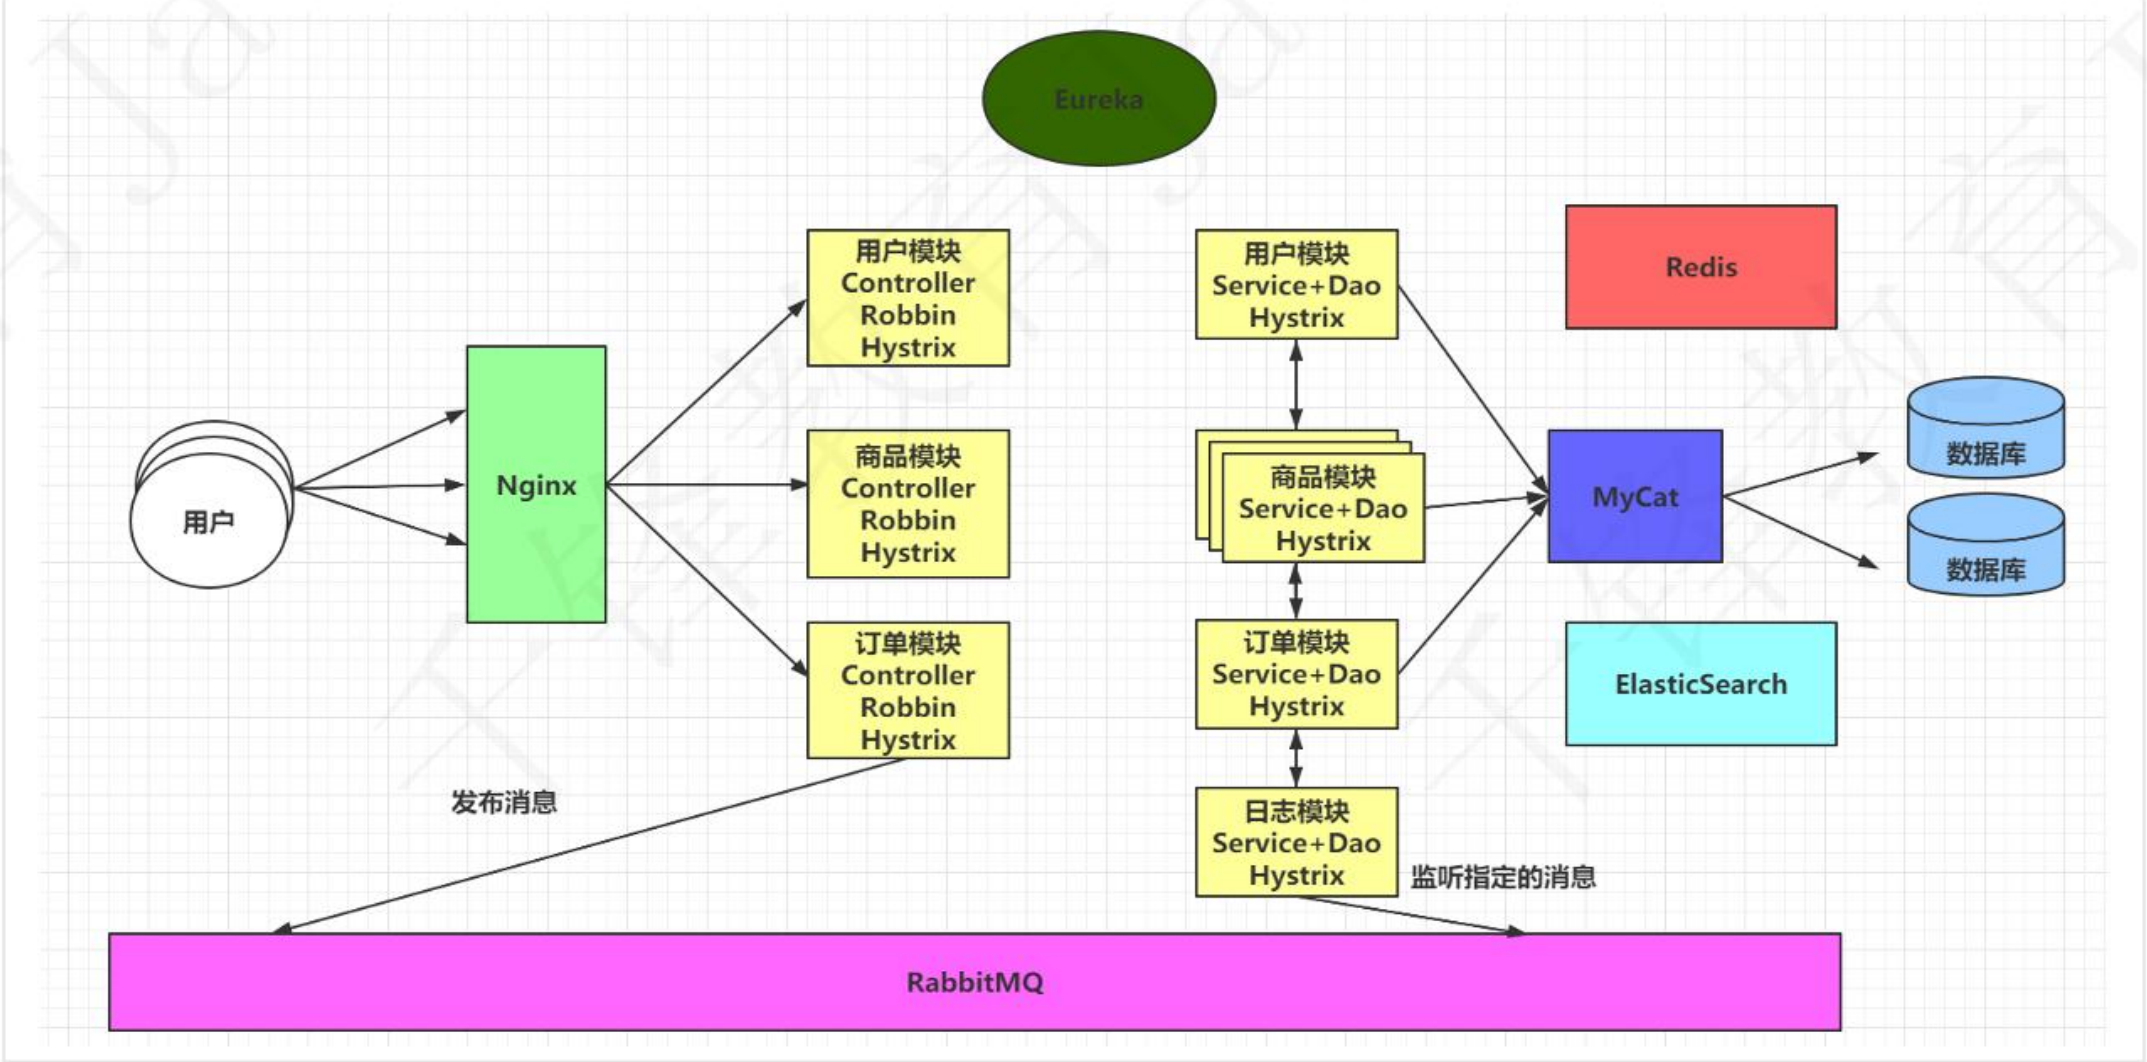 Eureka
用户模块
Controller
Robbin
Hystrix
用户模块
Service+Dao
Hystrix
Redis
用户
Nginx
商品模块
Controller
Robbin
Hystrix
商品模块
Service+Dao
Hystrix
MyCat
数据库
数据库
订单模块
Controller
Robbin
Hystrix
订单模块
Service+Dao
Hystrix
ElasticSearch
发布消息
日志模块
Service+Dao
Hystrix
监听指定的消息
RabbitMQ